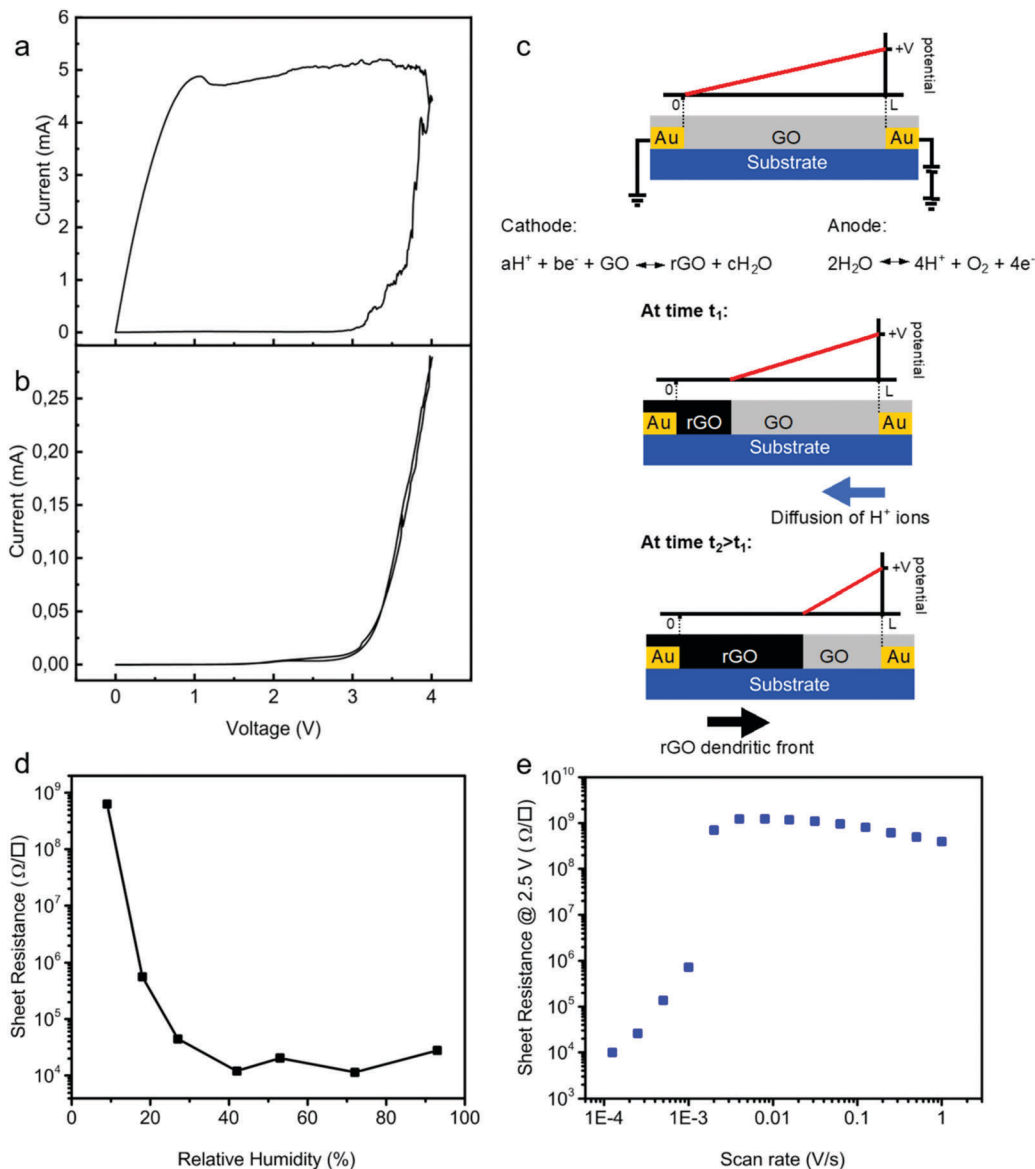 a
6
5
4
3
2
1
0
Current (mA)
b
0,25
0,20
0,15
0,10
0,05
0,00
Current (mA)
0 1 2 3 4
Voltage (V)
c
+V
potential
0 L
Au GO Au
Substrate
Cathode: Anode:
aH⁺ + be⁻ + GO ↔ rGO + cH₂O 2H₂O ↔ 4H⁺ + O₂ + 4e⁻
At time t₁:
+V
potential
0 L
Au rGO GO Au
Substrate
Diffusion of H⁺ ions
At time t₂>t₁:
+V
potential
0 L
Au rGO GO Au
Substrate
rGO dendritic front
d
10⁹
10⁸
10⁷
10⁶
10⁵
10⁴
Sheet Resistance (Ω/□)
0 20 40 60 80 100
Relative Humidity (%)
e
10¹⁰
10⁹
10⁸
10⁷
10⁶
10⁵
10⁴
10³
Sheet Resistance @ 2.5 V (Ω/□)
1E-4 1E-3 0.01 0.1 1
Scan rate (V/s)